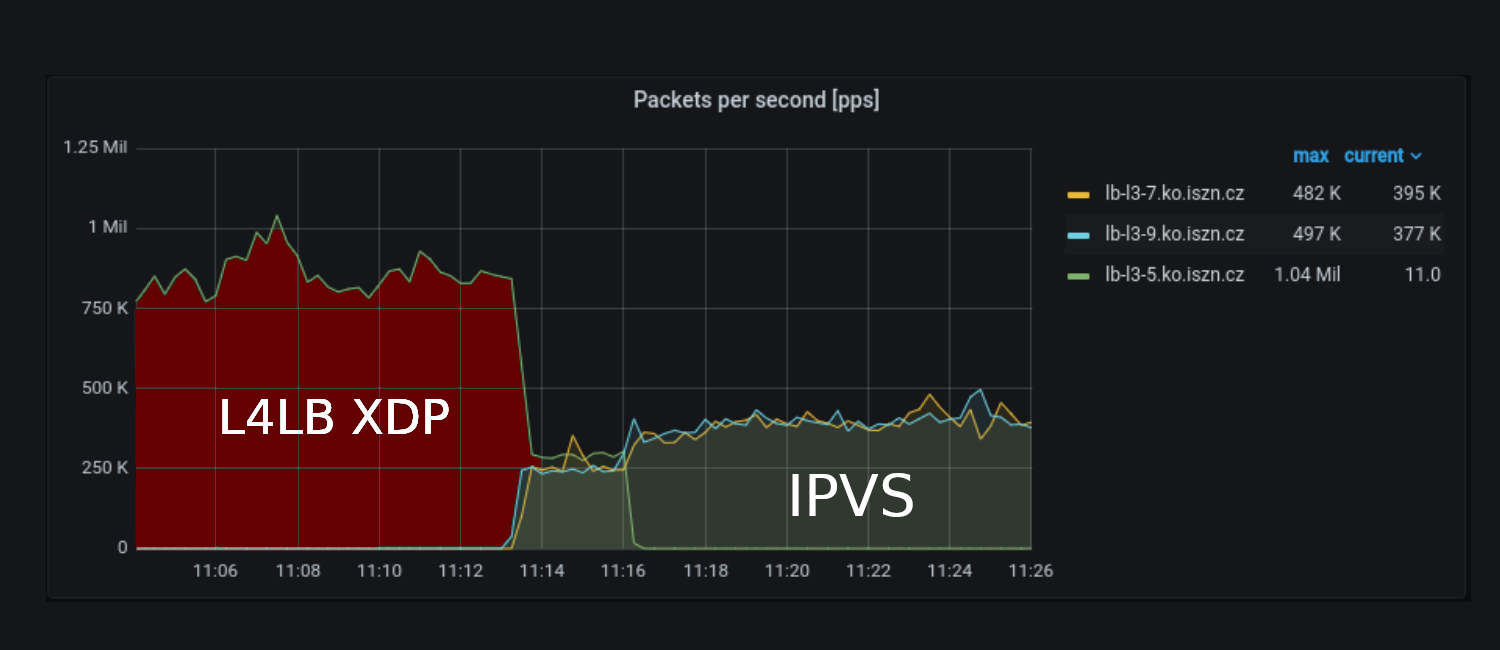 Packets per second [pps]
1.25 Mil
1 Mil
750 K
500 K
250 K
0
L4LB XDP
IPVS
11:06 11:08 11:10 11:12 11:14 11:16 11:18 11:20 11:22 11:24 11:26
max current
lb-l3-7.ko.iszn.cz 482 K 395 K
lb-l3-9.ko.iszn.cz 497 K 377 K
lb-l3-5.ko.iszn.cz 1.04 Mil 11.0